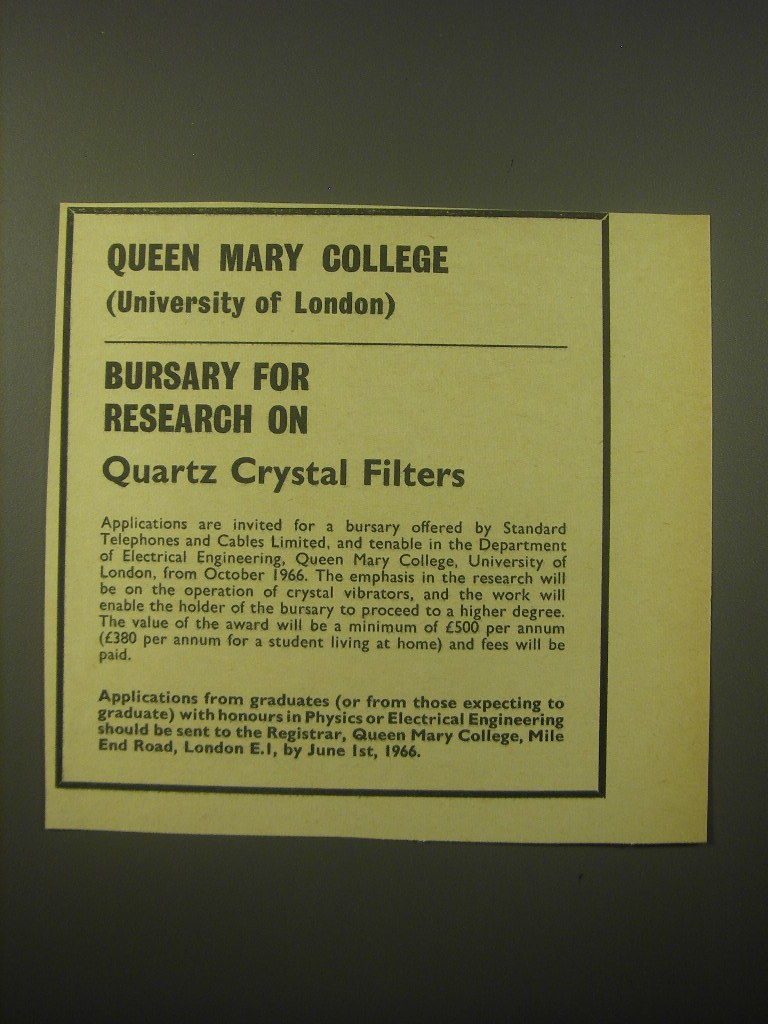 QUEEN MARY COLLEGE
(University of London)
BURSARY FOR
RESEARCH ON
Quartz Crystal Filters
Applications are invited for a bursary offered by Standard
Telephones and Cables Limited, and tenable in the Department
of Electrical Engineering, Queen Mary College, University of
London, from October 1966. The emphasis in the research will
be on the operation of crystal vibrators, and the work will
enable the holder of the bursary to proceed to a higher degree.
The value of the award will be a minimum of £500 per annum
(£380 per annum for a student living at home) and fees will be
paid.
Applications from graduates (or from those expecting to
graduate) with honours in Physics or Electrical Engineering
should be sent to the Registrar, Queen Mary College, Mile
End Road, London E.1, by June 1st, 1966.